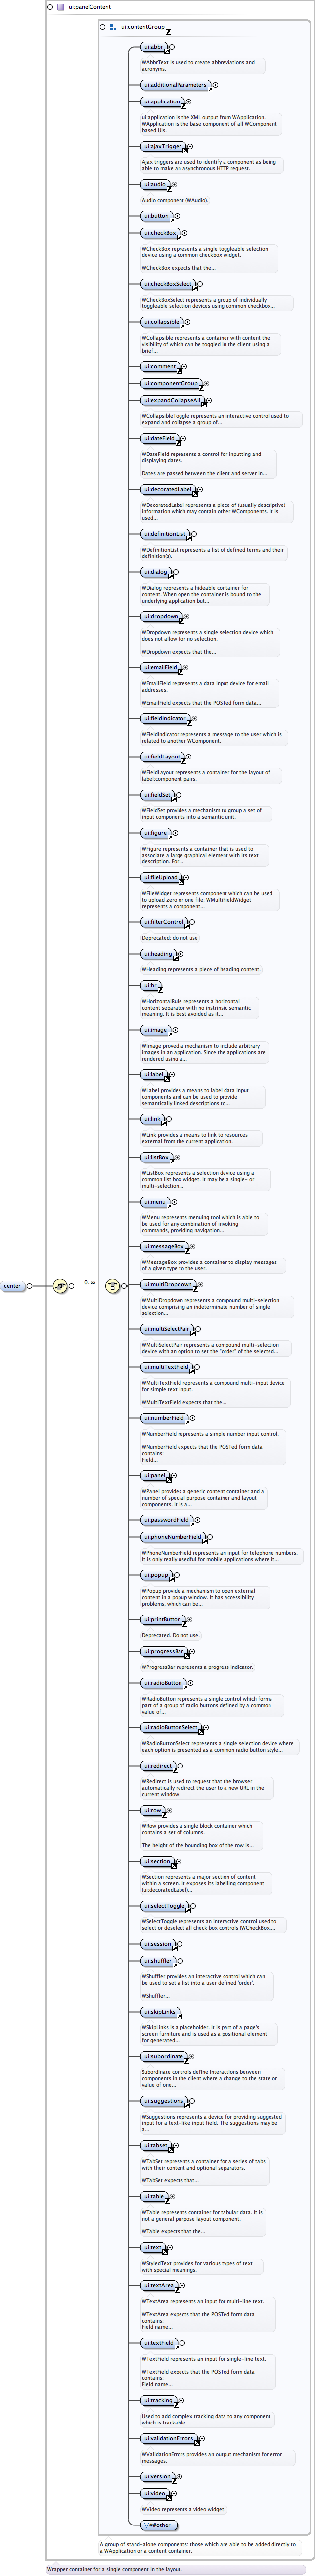 ui:panelContent
ui:contentGroup
ui:abbr
WAbbrText is used to create abbreviations and
acronyms.
ui:additionalParameters
ui:application
ui:application is the XML output from WApplication.
WApplication is the base component of all WComponent
based UIs.
ui:ajaxTrigger
Ajax triggers are used to identify a component as being
able to make an asynchronous HTTP request.
ui:audio
Audio component (WAudio).
ui:button
ui:checkBox
WCheckBox represents a single toggleable selection
device using a common checkbox widget.
WCheckBox expects that the...
ui:checkBoxSelect
WCheckBoxSelect represents a group of individually
toggleable selection devices using common checkbox...
ui:collapsible
WCollapsible represents a container with content the
visibility of which can be toggled in the client using a
brief...
ui:comment
ui:componentGroup
ui:expandCollapseAll
WCollapsibleToggle represents an interactive control used to
expand and collapse a group of...
ui:dateField
WDateField represents a control for inputting and
displaying dates.
Dates are passed between the client and server in...
ui:decoratedLabel
WDecoratedLabel represents a piece of (usually descriptive)
information which may contain other WComponents. It is
used...
ui:definitionList
WDefinitionList represents a list of defined terms and their
definition(s).
ui:dialog
WDialog represents a hideable container for
content. When open the container is bound to the
underlying application but...
ui:dropdown
WDropdown represents a single selection device which
does not allow for no selection.
WDropdown expects that the...
ui:emailField
WEmailField represents a data input device for email
addresses.
WEmailField expects that the POSTed form data...
ui:fieldIndicator
WFieldIndicator represents a message to the user which is
related to another WComponent.
ui:fieldLayout
WFieldLayout represents a container for the layout of
label:component pairs.
ui:fieldSet
WFieldSet provides a mechanism to group a set of
input components into a semantic unit.
ui:figure
WFigure represents a container that is used to
associate a large graphical element with its text
description. For...
ui:fileUpload
WFileWidget represents component which can be used
to upload zero or one file; WMultiFileWidget
represents a component...
ui:filterControl
Deprecated: do not use
ui:heading
WHeading represents a piece of heading content.
ui:hr
WHorizontalRule represents a horizontal
content separator with no instrinsic semantic
meaning. It is best avoided as it...
ui:image
WImage proved a mechanism to include arbitrary
images in an application. Since the applications are
rendered using a...
ui:label
WLabel provides a means to label data input
components and can be used to provide
semantically linked descriptions to...
ui:link
WLink provides a means to link to resources
external from the current application.
ui:listBox
WListBox represents a selection device using a
common list box widget. It may be a single- or
multi-selection...
ui:menu
WMenu represents menuing tool which is able to
be used for any combination of invoking
commands, providing navigation...
ui:messageBox
WMessageBox provides a container to display messages
of a given type to the user.
center
0..∞
ui:multiDropdown
WMultiDropdown represents a compound multi-selection
device comprising an indeterminate number of single
selection...
ui:multiSelectPair
WMultiSelectPair represents a compound multi-selection
device with an option to set the "order" of the selected...
ui:multiTextField
WMultiTextField represents a compound multi-input device
for simple text input.
WMultiTextField expects that the...
ui:numberField
WNumberField represents a simple number input control.
WNumberField expects that the POSTed form data
contains:
Field...
ui:panel
WPanel provides a generic content container and a
number of special purpose container and layout
components. It is a...
ui:passwordField
ui:phoneNumberField
WPhoneNumberField represents an input for telephone numbers.
It is only really usedful for mobile applications where it...
ui:popup
WPopup provide a mechanism to open external
content in a popup window. It has accessibility
problems, which can be...
ui:printButton
Deprecated. Do not use.
ui:progressBar
WProgressBar represents a progress indicator.
ui:radioButton
WRadioButton represents a single control which forms
part of a group of radio buttons defined by a common
value of...
ui:radioButtonSelect
WRadioButtonSelect represents a single selection device where
each option is presented as a common radio button style...
ui:redirect
WRedirect is used to request that the browser
automatically redirect the user to a new URL in the
current window.
ui:row
WRow provides a single block container which
contains a set of columns.
The height of the bounding box of the row is...
ui:section
WSection represents a major section of content
within a screen. It exposes its labelling component
(ui:decoratedLabel)...
ui:selectToggle
WSelectToggle represents an interactive control used to
select or deselect all check box controls (WCheckBox,...
ui:session
ui:shuffler
WShuffler provides an interactive control which can
be used to set a list into a user defined 'order'.
WShuffler...
ui:skipLinks
WSkipLinks is a placeholder. It is part of a page's
screen furniture and is used as a positional element
for generated...
ui:subordinate
Subordinate controls define interactions between
components in the client where a change to the state or
value of one...
ui:suggestions
WSuggestions represents a device for providing suggested
input for a text-like input field. The suggestions may be
a...
ui:tabset
WTabSet represents a container for a series of tabs
with their content and optional separators.
WTabSet expects that...
ui:table
WTable represents container for tabular data. It is
not a general purpose layout component.
WTable expects that the...
ui:text
WStyledText provides for various types of text
with special meanings.
ui:textArea
WTextArea represents an input for multi-line text.
WTextArea expects that the POSTed form data
contains:
Field name...
ui:textField
WTextField represents an input for single-line text.
WTextField expects that the POSTed form data
contains:
Field name...
ui:tracking
Used to add complex tracking data to any component
which is trackable.
ui:validationErrors
WValidationErrors provides an output mechanism for error
messages.
ui:version
ui:video
WVideo represents a video widget.
##other
A group of stand-alone components: those which are able to be added directly
to a WApplication or a content container.
Wrapper container for a single component in the layout.